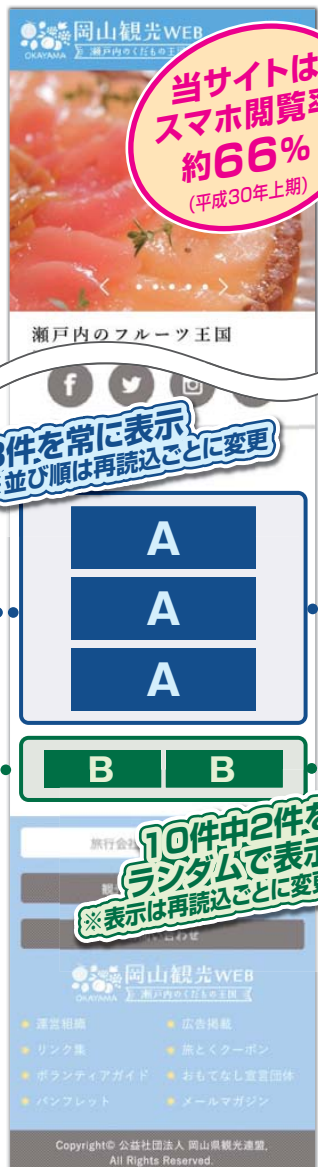 岡山観光WEB
OKAYAMA
瀬戸内のくだもの王国
当サイトは
スマホ閲覧率
約66%
(平成30年上期)
瀬戸内のフルーツ王国
件を常に表示
並び順は再読込ごとに変更
A
A
A
B B
旅行会社
10件中2件を
ランダムで表示
※表示は再読込ごとに変更
合わせ
岡山観光WEB
OKAYAMA
瀬戸内のくだもの王国
運営組織 広告掲載
リンク集 旅とくクーポン
ボランティアガイド おもてなし宣言団体
パンフレット メールマガジン
Copyright© 公益社団法人 岡山県観光連盟,
All Rights Reserved.